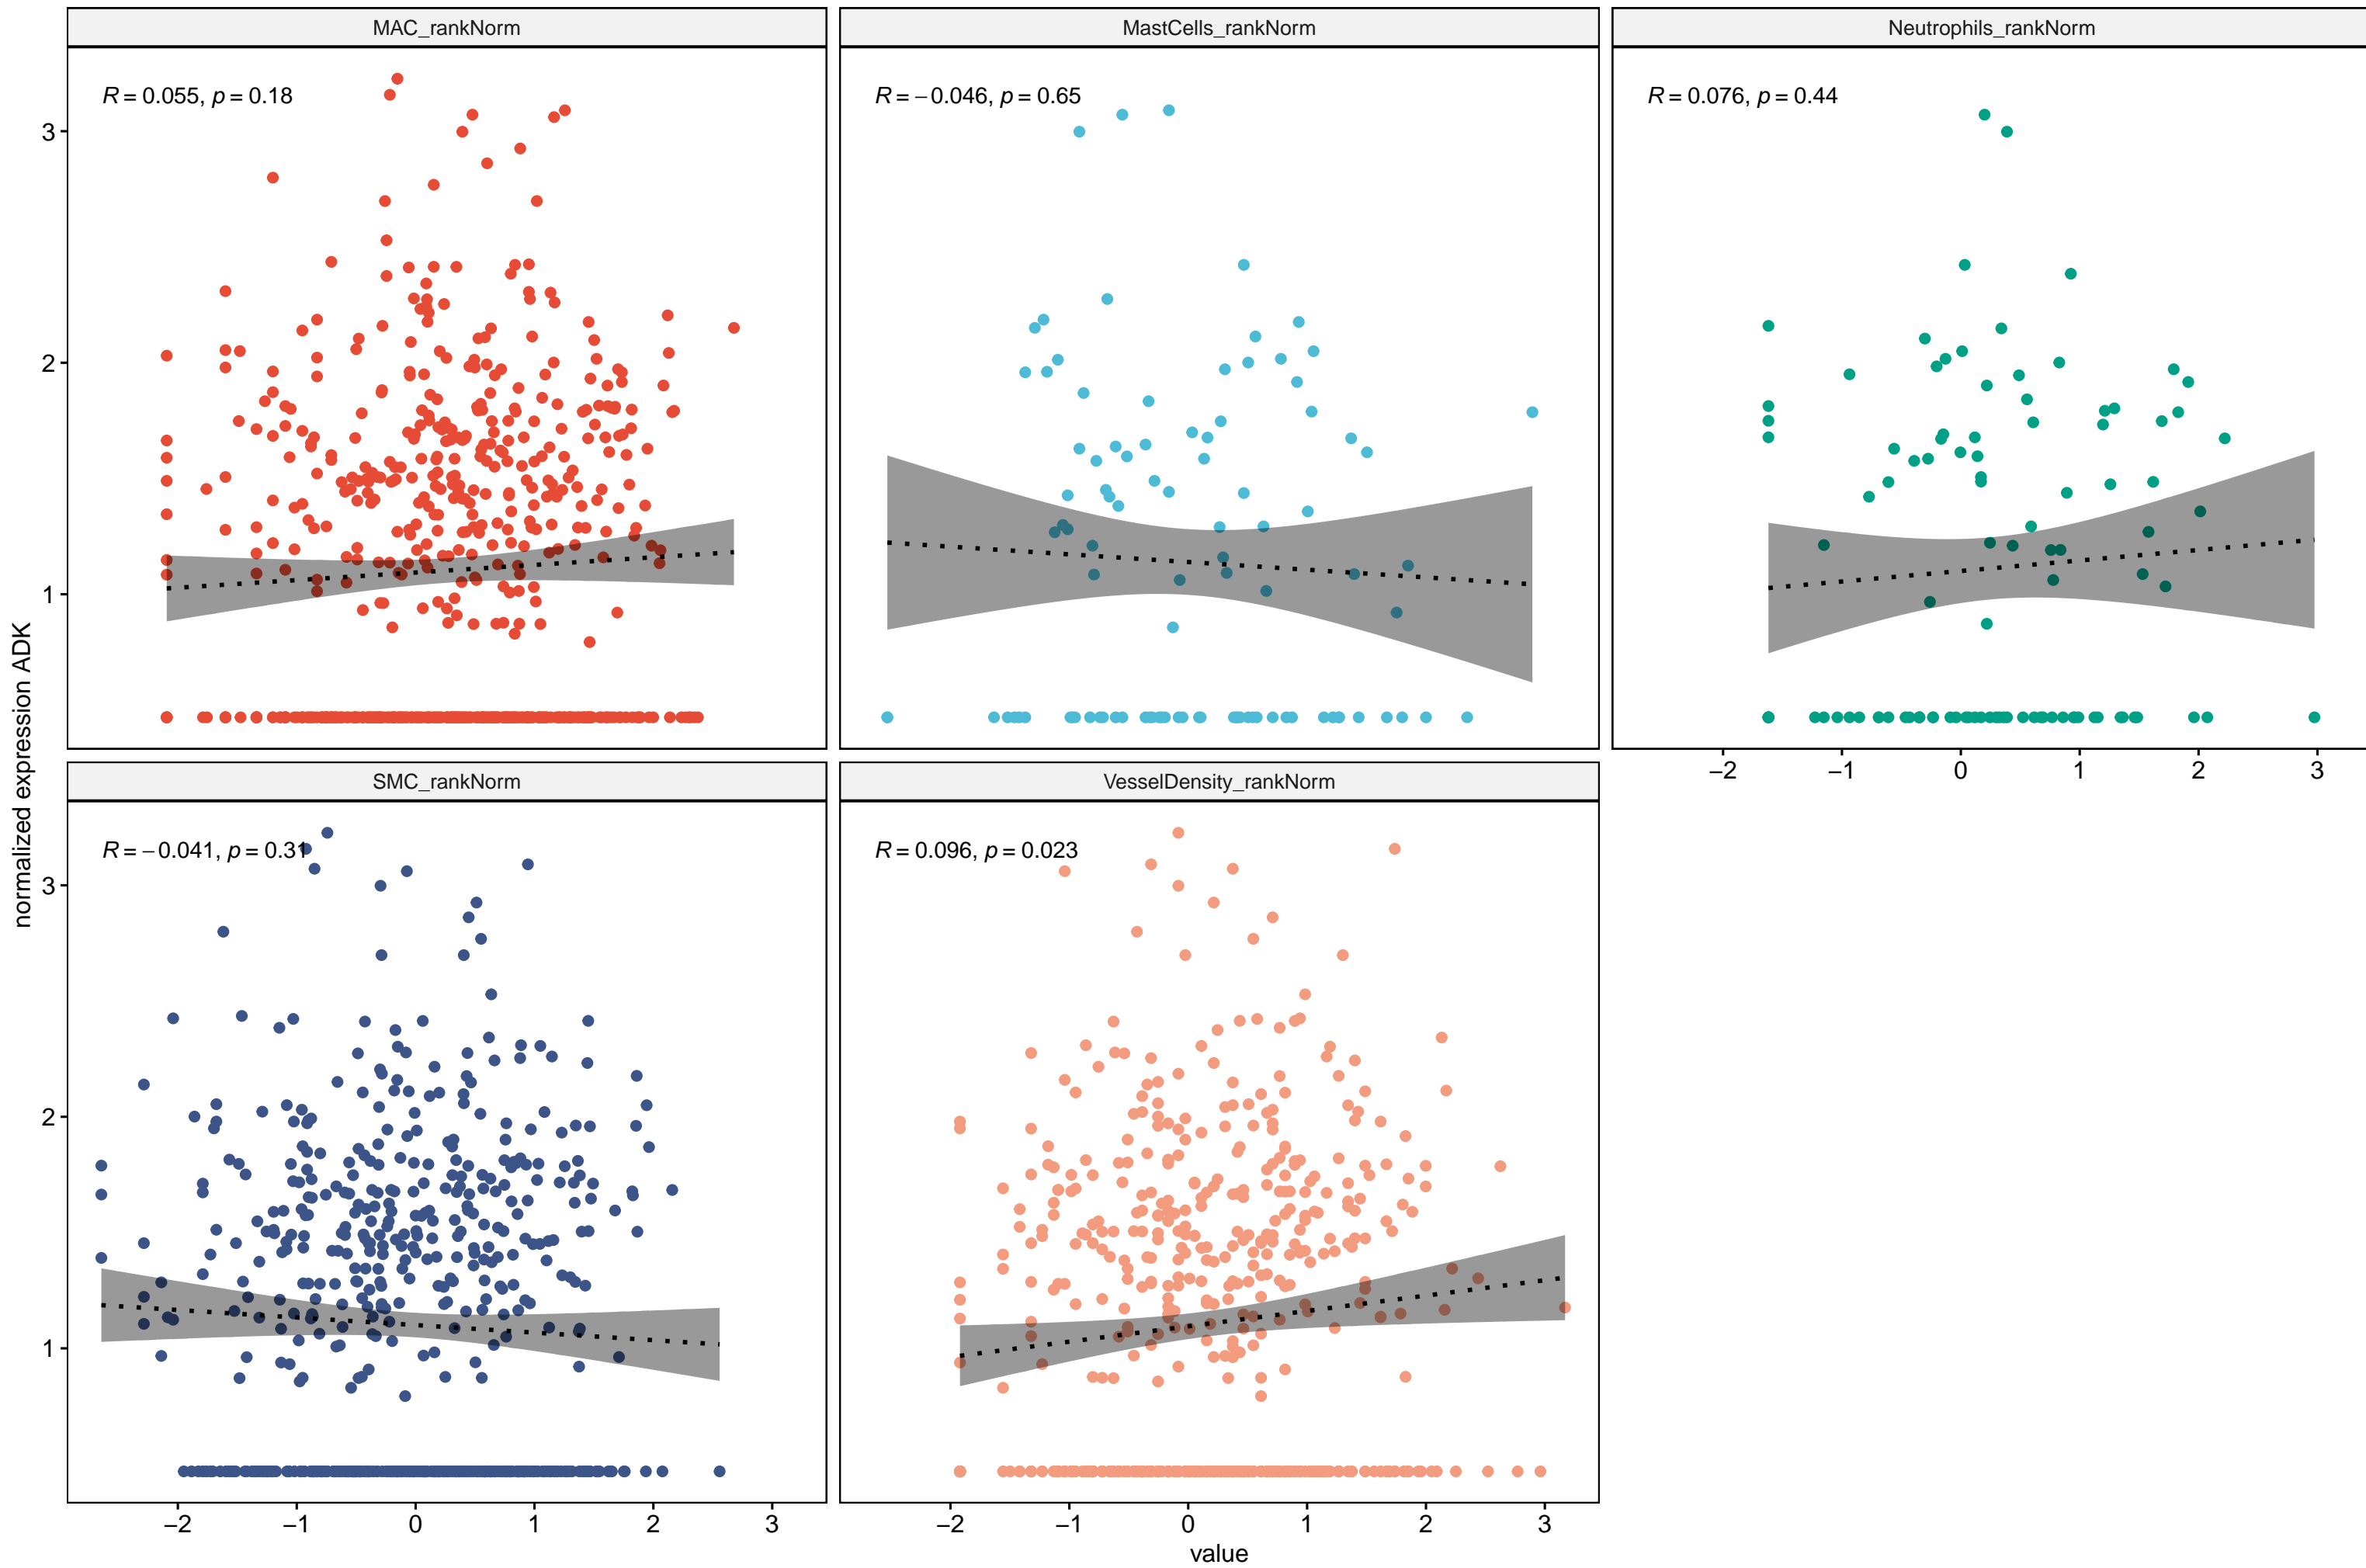 MAC_rankNorm
MastCells_rankNorm
Neutrophils_rankNorm
R = 0.055, p = 0.18
R = −0.046, p = 0.65
R = 0.076, p = 0.44
3
2
1
−2 −1 0 1 2 3
SMC_rankNorm
VesselDensity_rankNorm
R = −0.041, p = 0.31
R = 0.096, p = 0.023
3
2
1
−2 −1 0 1 2 3
−2 −1 0 1 2 3
value
normalized expression ADK